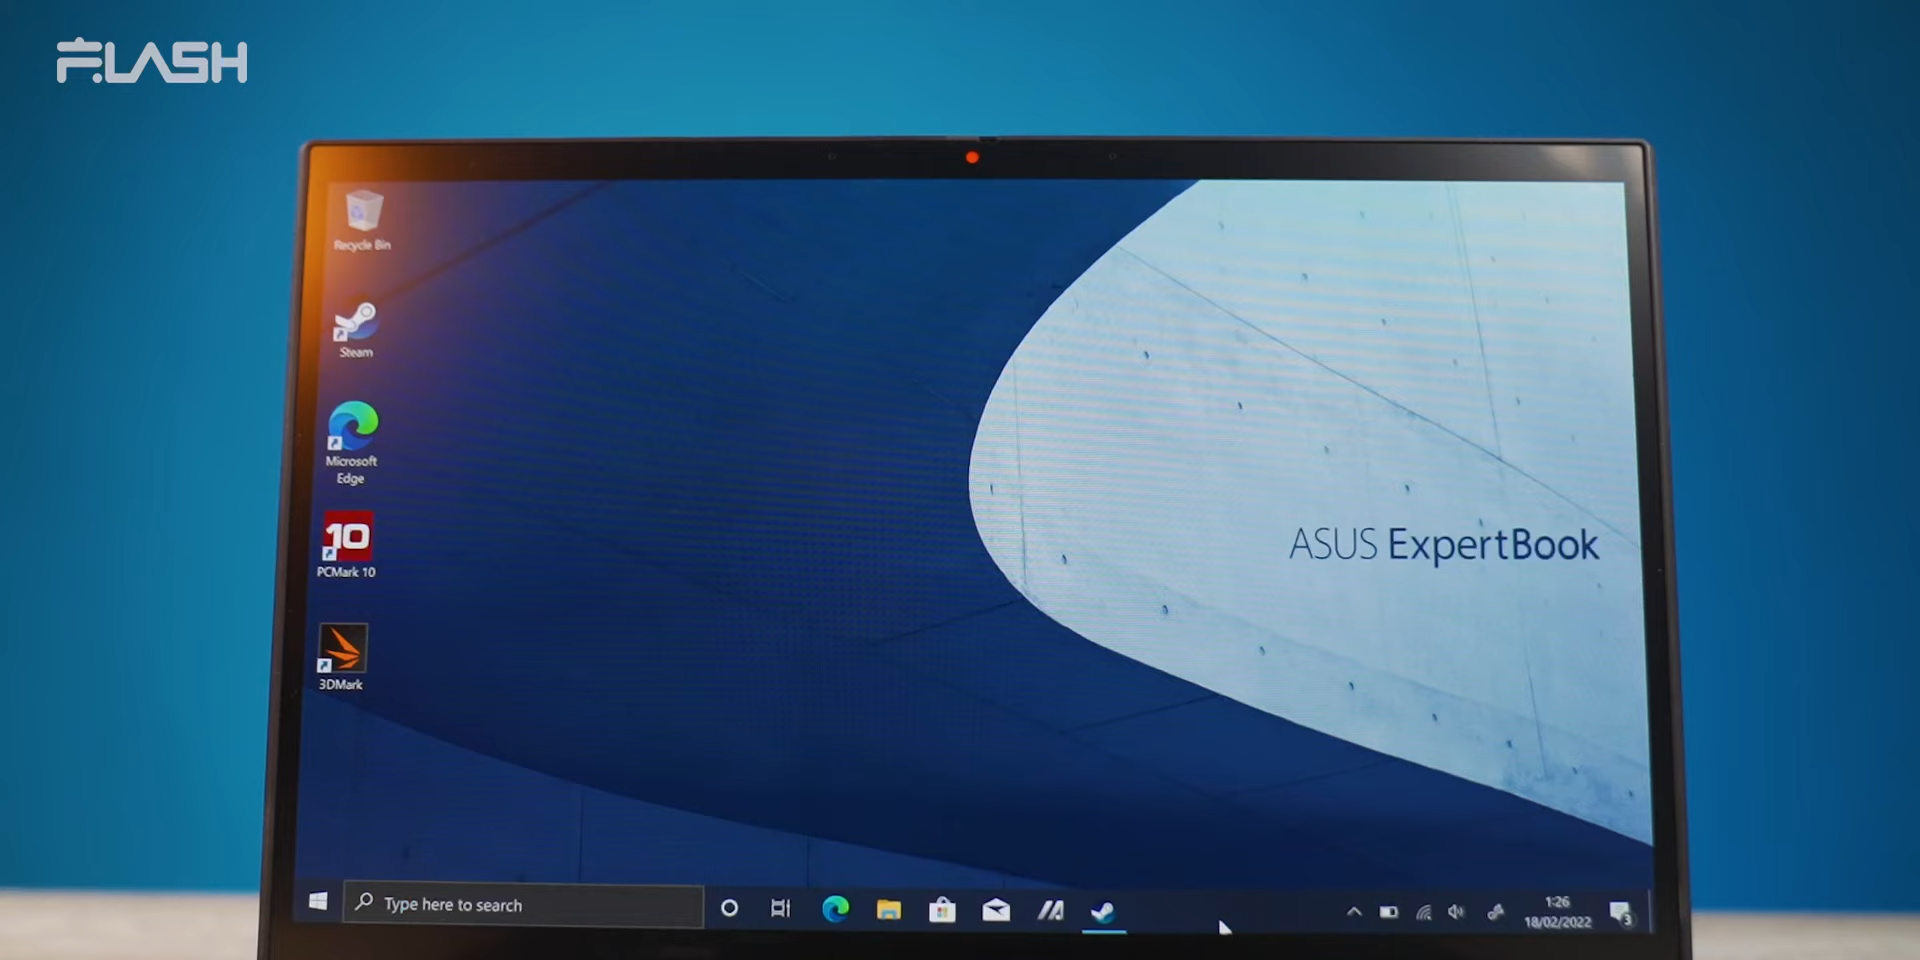 FLASH
Recycle Bin
Steam
Microsoft
Edge
10
PCMark 10
3DMark
ASUS ExpertBook
Type here to search
1:26
18/02/2022
3